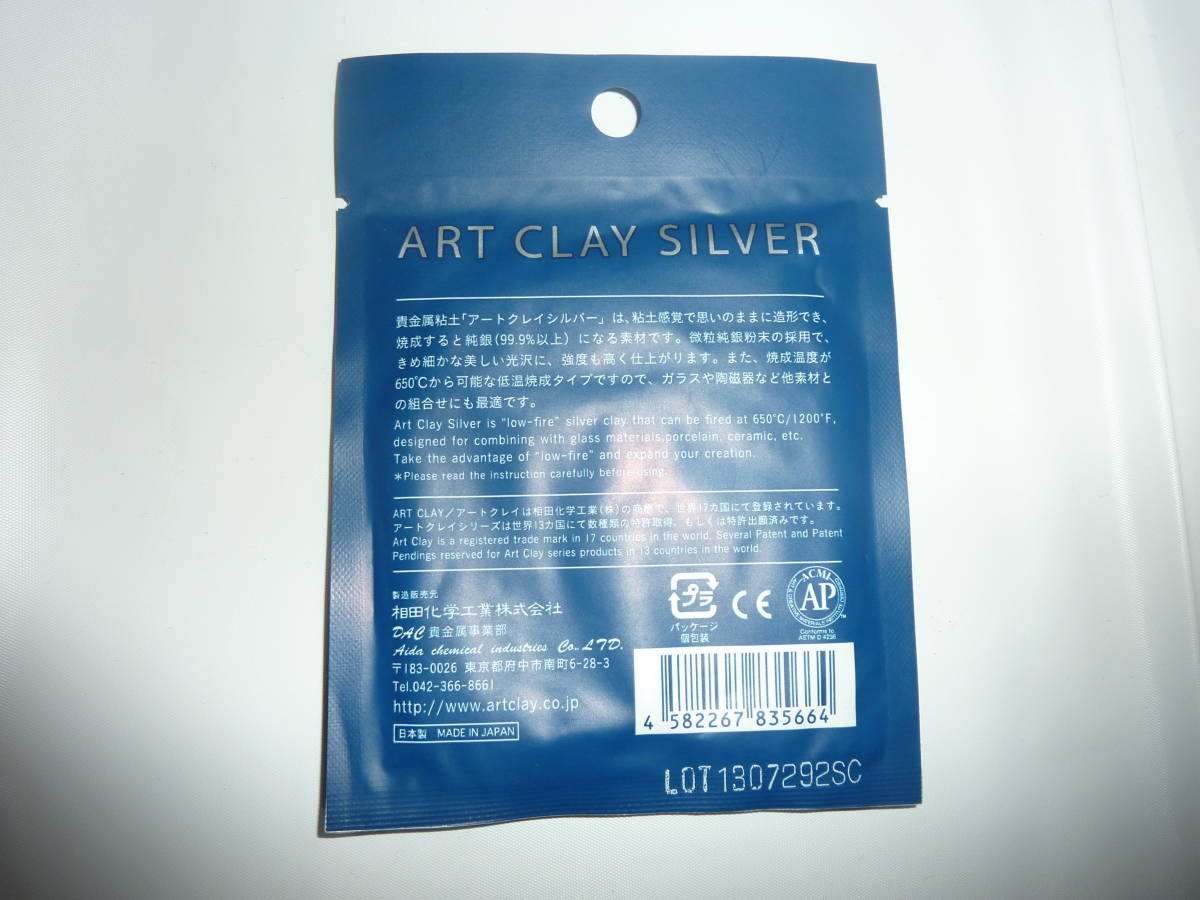 ART CLAY SILVER
貴金属粘土「アートクレイシルバー」は、粘土感覚で思いのままに造形でき、
焼成すると純銀(99.9%以上)になる素材です。微粒純銀粉末の採用で、
きめ細かな美しい光沢に、強度も高く仕上がります。また、焼成温度が
650℃から可能な低温焼成タイプですので、ガラスや陶磁器など他素材と
の組合せにも最適です。
Art Clay Silver is "low-fire" silver clay that can be fired at 650°C/1200°F,
designed for combining with glass materials,porcelain, ceramic, etc.
Take the advantage of "low-fire" and expand your creation.
*Please read the instruction carefully before using.
ART CLAY/アートクレイは相田化学工業(株)の商標で、世界17カ国にて登録されています。
アートクレイシリーズは世界13カ国にて数種類の特許取得、もしくは特許出願済みです。
Art Clay is a registered trade mark in 17 countries in the world. Several Patent and Patent
Pendings reserved for Art Clay series products in 13 countries in the world.
製造販売元
相田化学工業株式会社
DAC 貴金属事業部
Aida chemical industries Co.,LTD.
〒183-0026 東京都府中市南町6-28-3
Tel.042-366-8661
http://www.artclay.co.jp
日本製 MADE IN JAPAN
プラ
パッケージ
個包装
CE
ACMI
AP
Conforms to
ASTM D 4236
4 582267 835664
LOT1307292SC